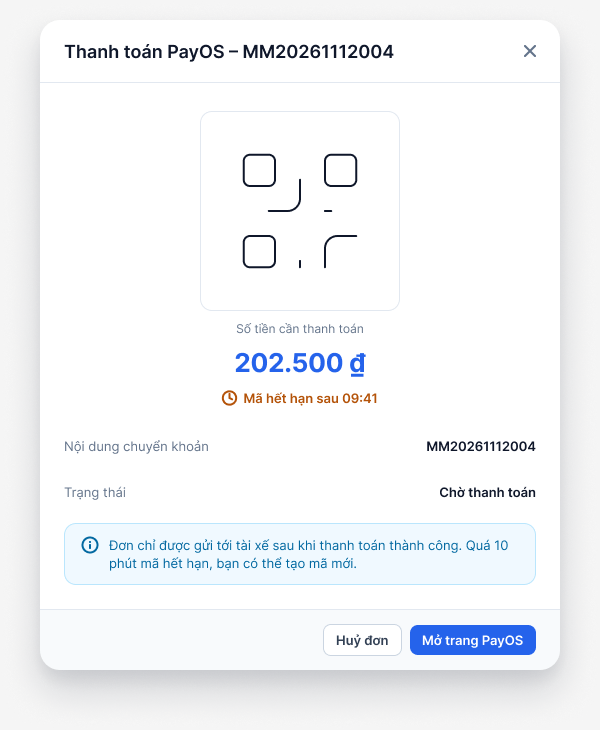 Thanh toán PayOS – MM20261112004
Số tiền cần thanh toán
202.500 ₫
Mã hết hạn sau 09:41
Nội dung chuyển khoản MM20261112004
Trạng thái Chờ thanh toán
Đơn chỉ được gửi tới tài xế sau khi thanh toán thành công. Quá 10
phút mã hết hạn, bạn có thể tạo mã mới.
Huỷ đơn Mở trang PayOS